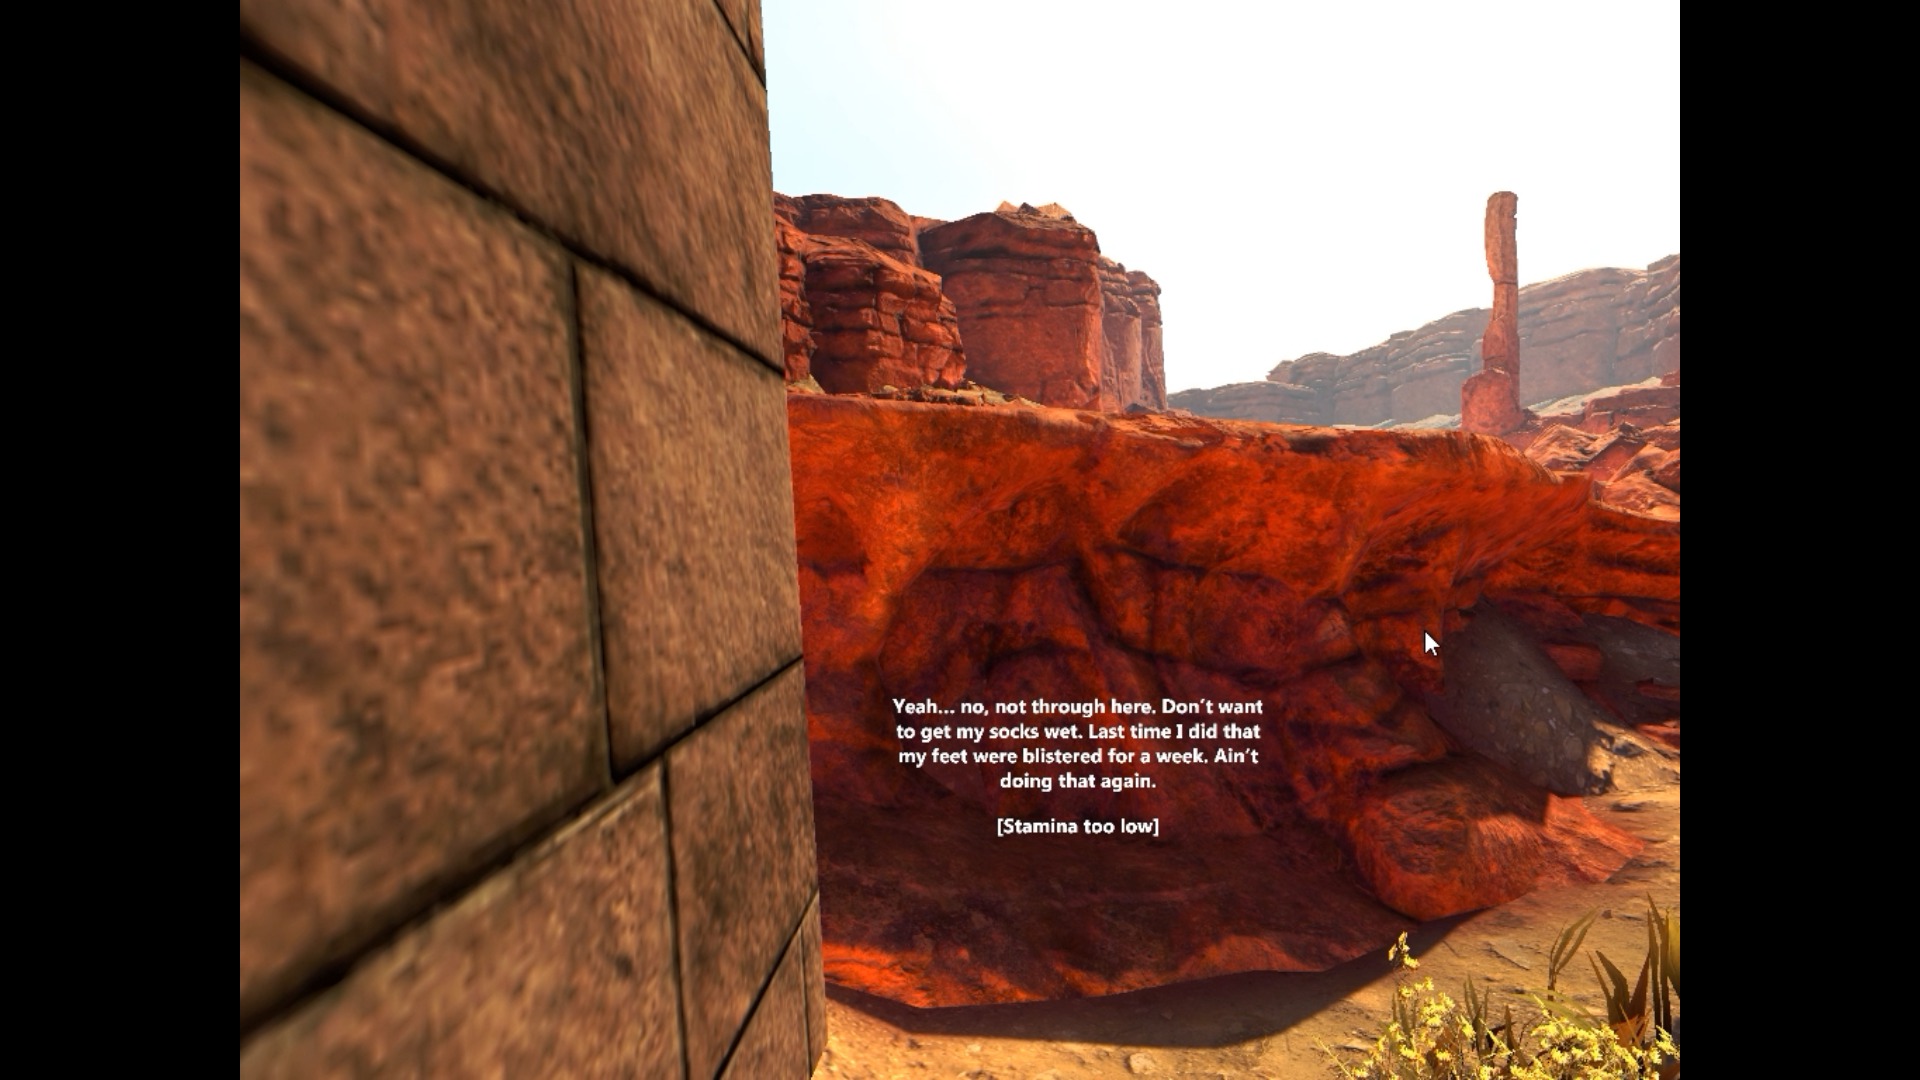 Yeah... no, not through here. Don't want
to get my socks wet. Last time I did that
my feet were blistered for a week. Ain't
doing that again.
[Stamina too low]